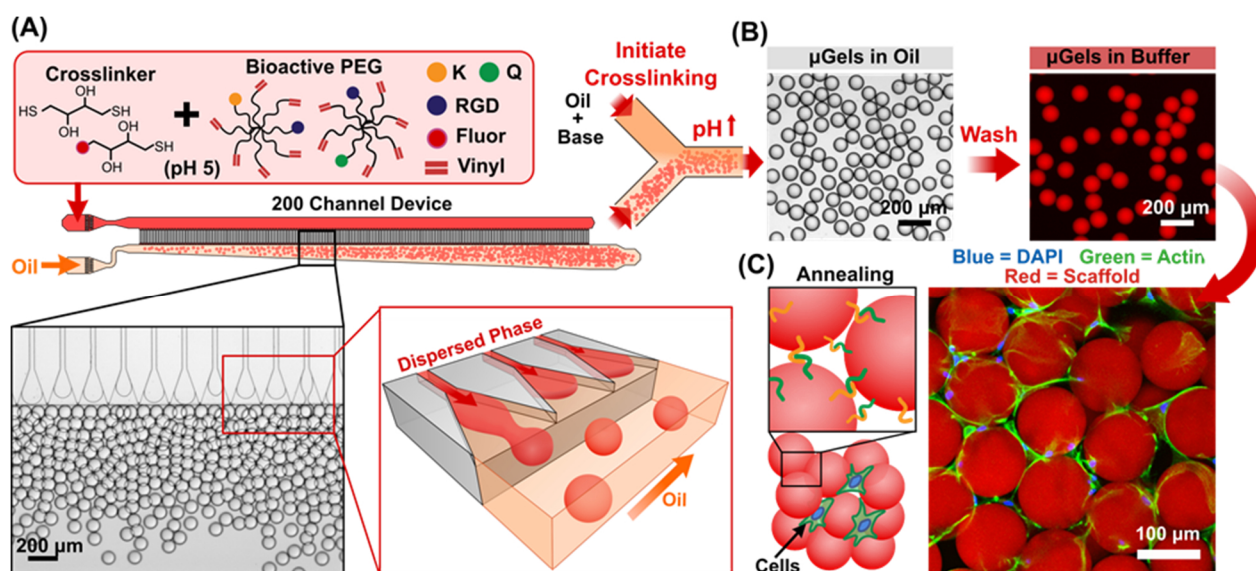 (A)
Crosslinker
HS
OH
OH
SH
OH
OH
SH
OH
+
(pH 5)
Bioactive PEG
K
Q
RGD
Fluor
Vinyl
Initiate
Crosslinking
Oil
+
Base
pH
200 Channel Device
Oil
200 µm
Dispersed Phase
Oil
(B)
µGels in Oil
200 µm
Wash
µGels in Buffer
200 µm
(C)
Annealing
Cells
Blue = DAPI Green = Actin
Red = Scaffold
100 µm